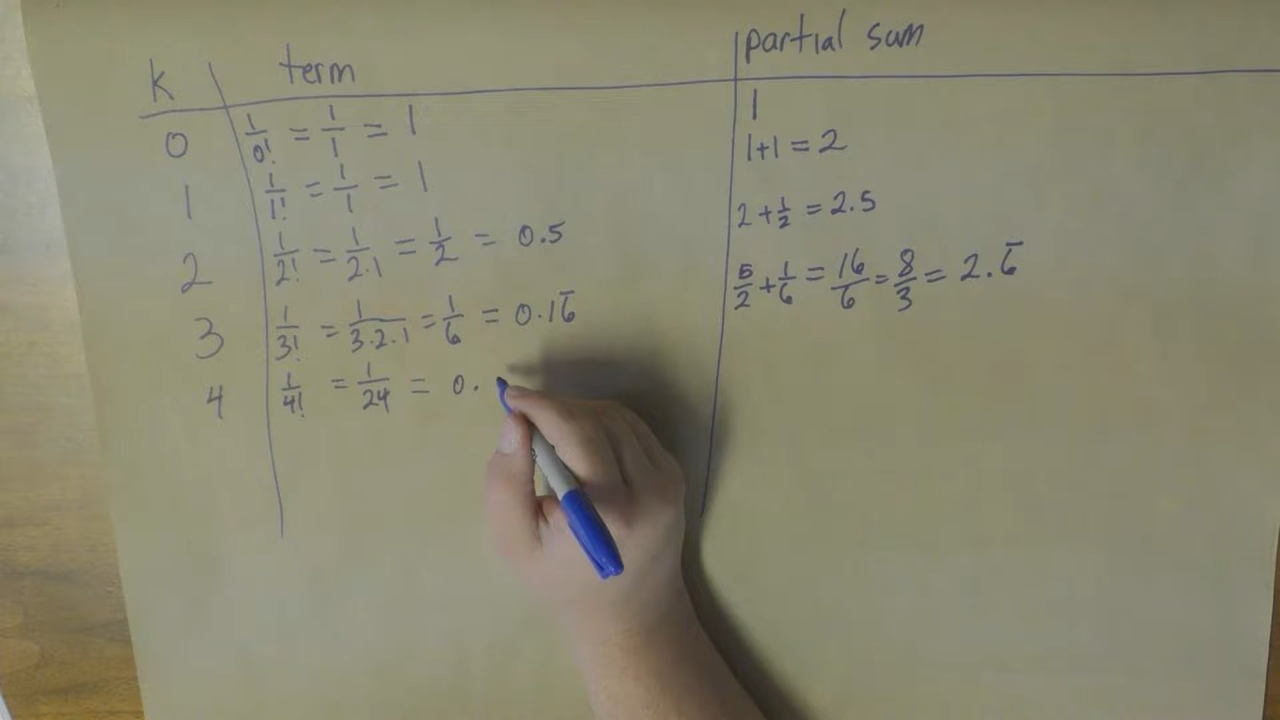 k term partial sum
0 1/0! = 1/1 = 1 1
1 1/1! = 1/1 = 1 1+1 = 2
2 1/2! = 1/2·1 = 1/2 = 0.5 2 + 1/2 = 2.5
3 1/3! = 1/3·2·1 = 1/6 = 0.16̅ 5/2 + 1/6 = 16/6 = 8/3 = 2.6̅
4 1/4! = 1/24 = 0.